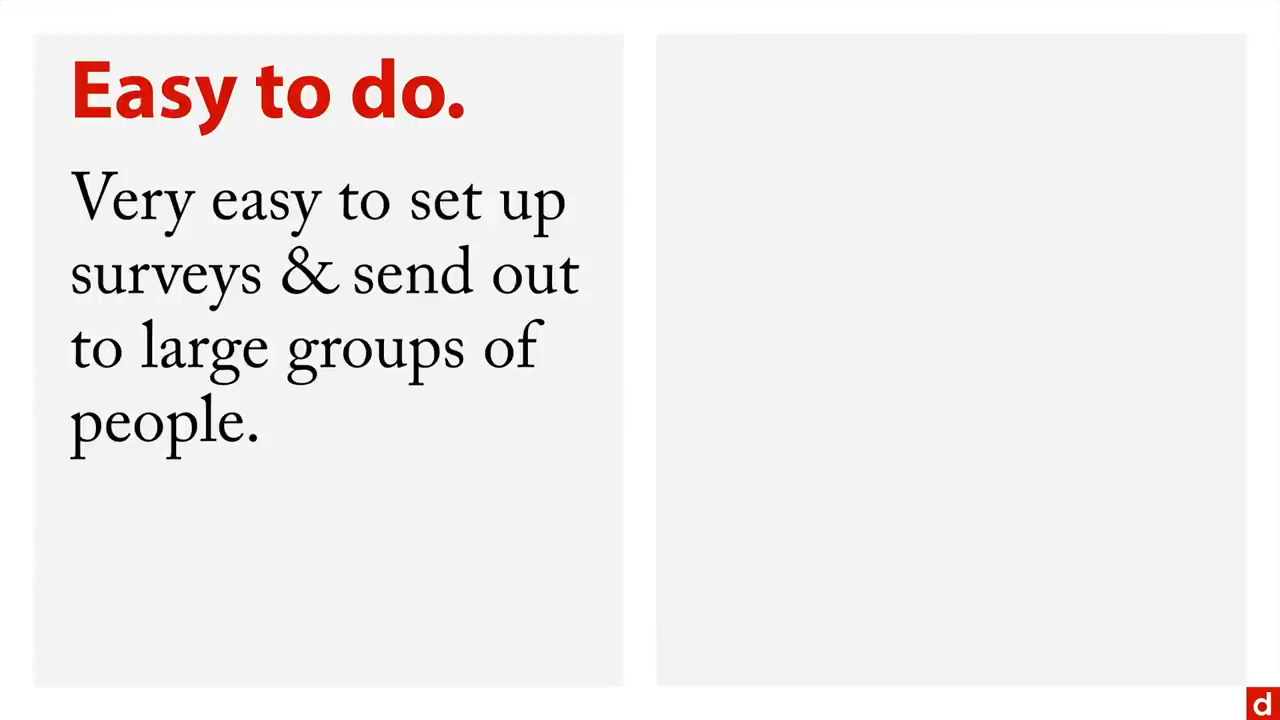 Easy to do.
Very easy to set up
surveys & send out
to large groups of
people.
d